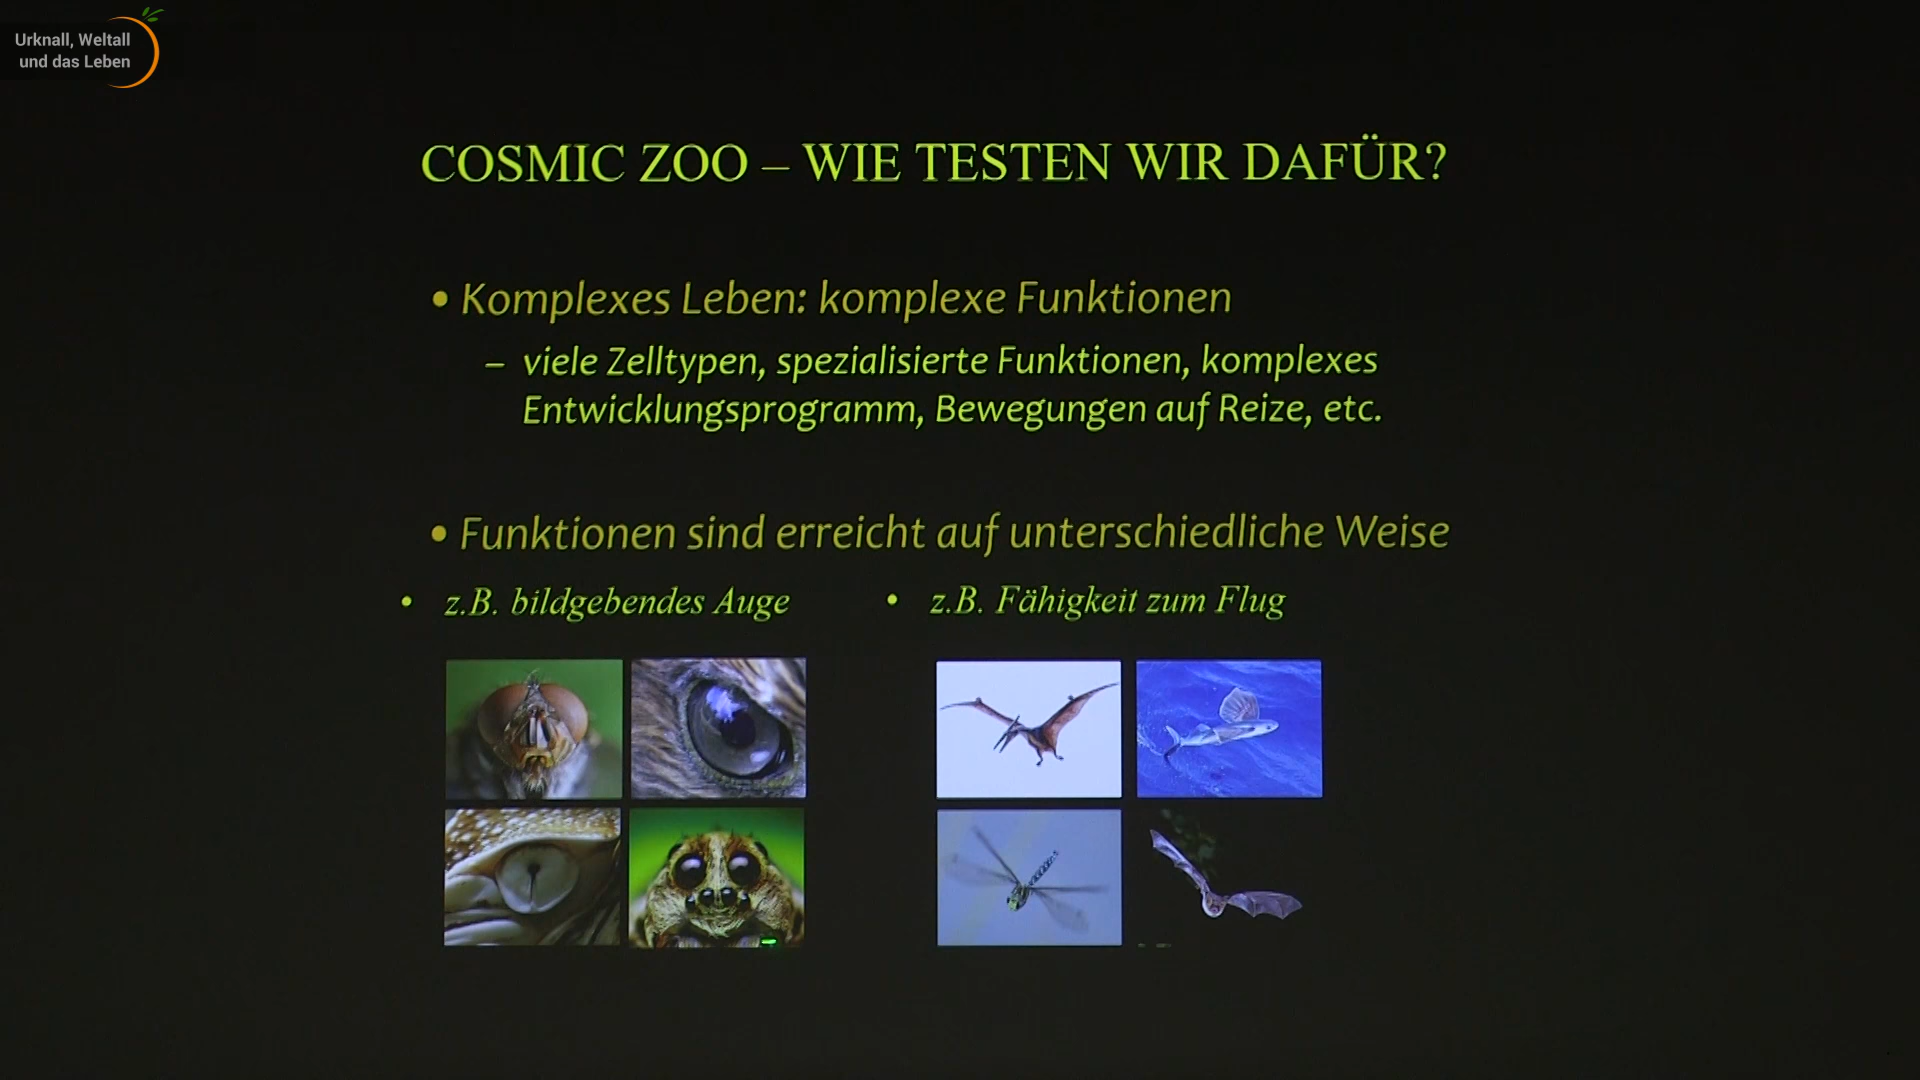 Urknall, Weltall
und das Leben
COSMIC ZOO – WIE TESTEN WIR DAFÜR?
• Komplexes Leben: komplexe Funktionen
– viele Zelltypen, spezialisierte Funktionen, komplexes
Entwicklungsprogramm, Bewegungen auf Reize, etc.
• Funktionen sind erreicht auf unterschiedliche Weise
• z.B. bildgebendes Auge
• z.B. Fähigkeit zum Flug